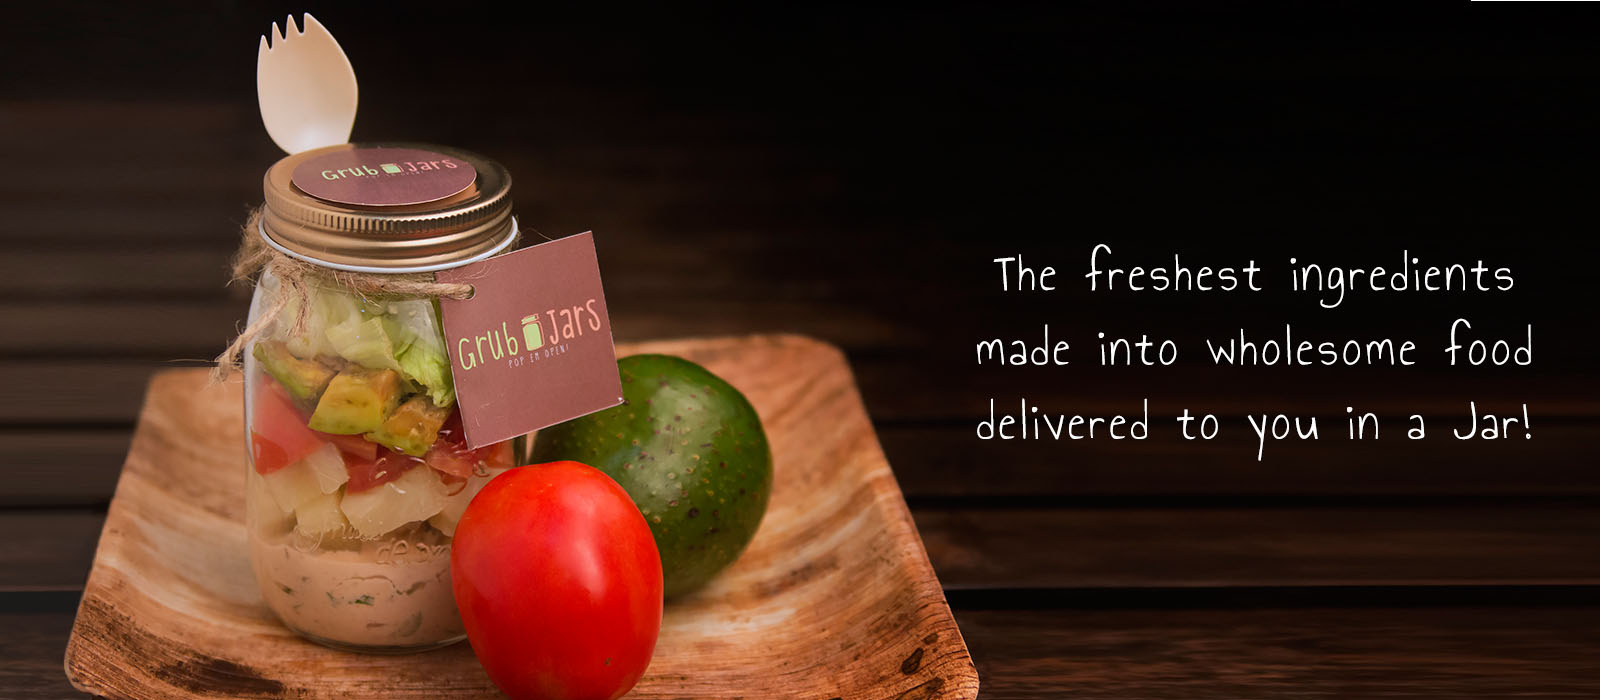 Grub Jars
Grub Jars
POP EM OPEN!
The freshest ingredients
made into wholesome food
delivered to you in a Jar!